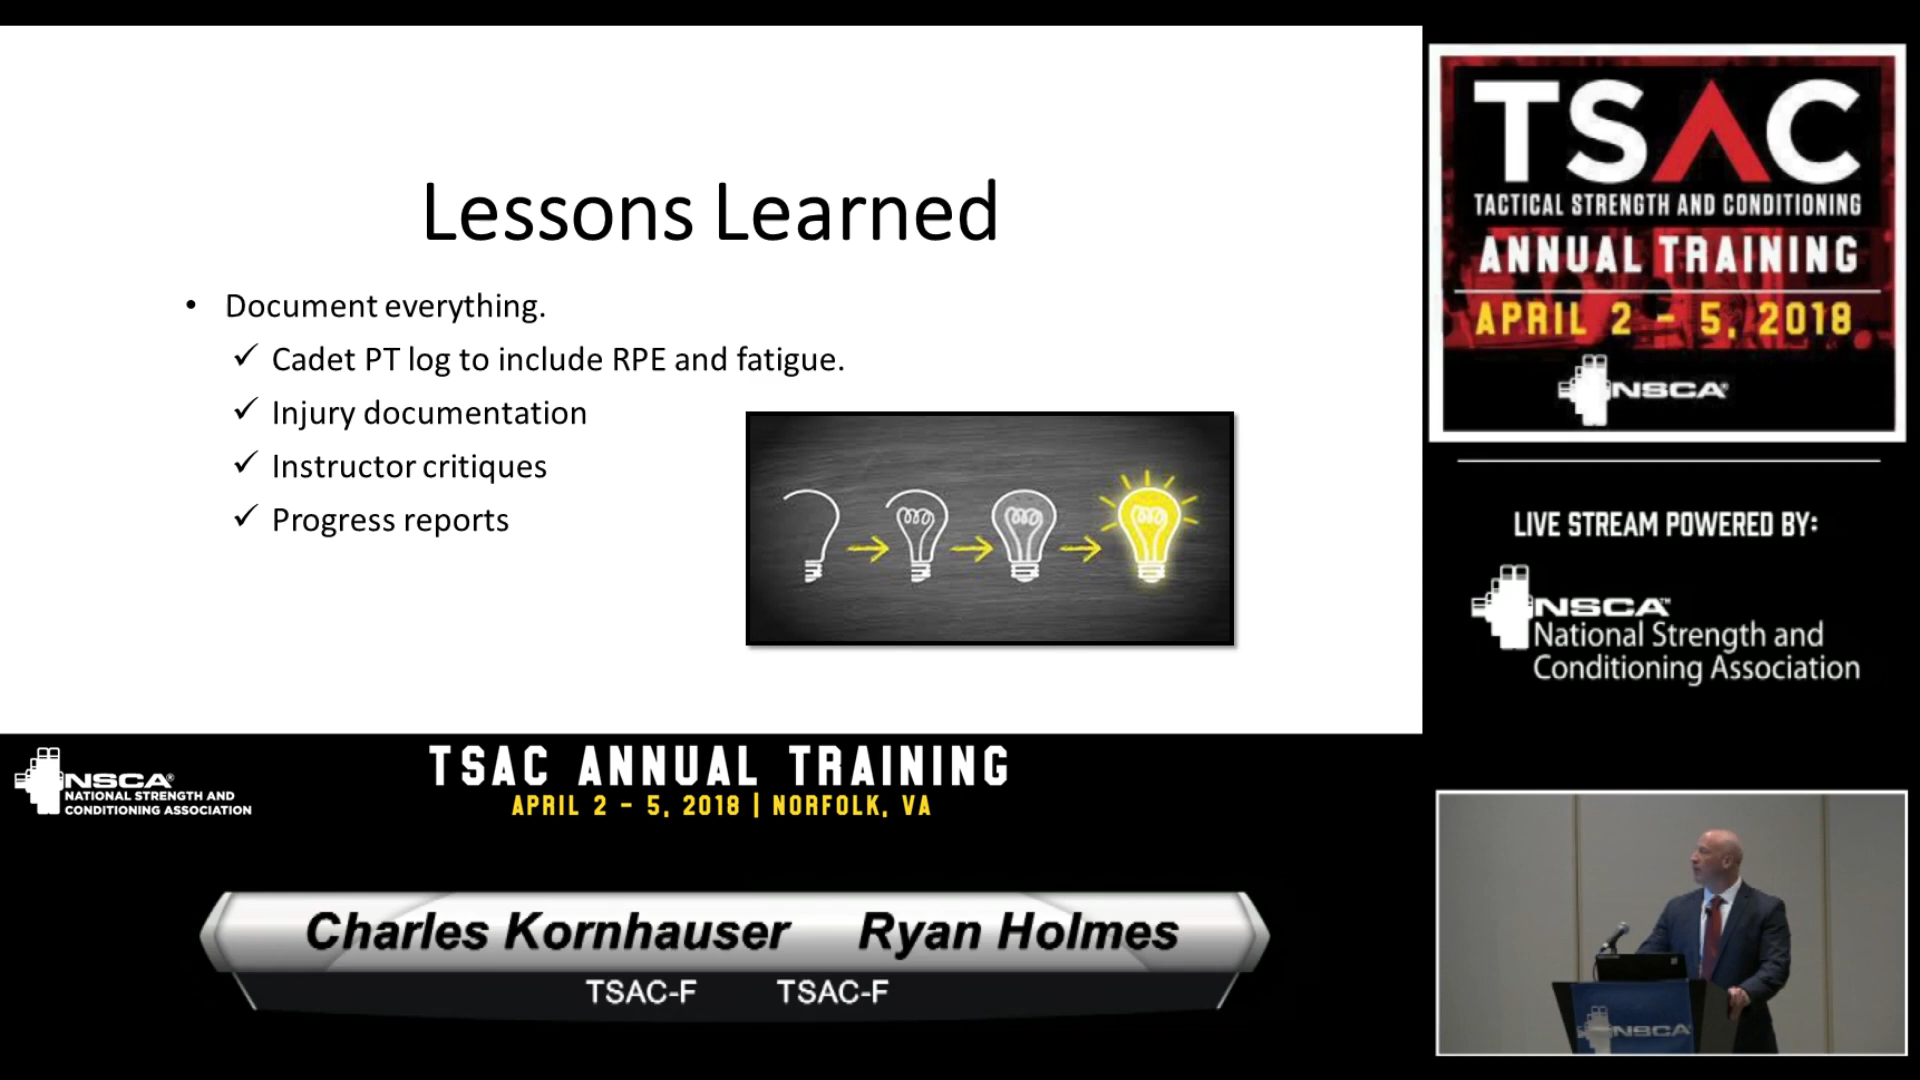 Lessons Learned
• Document everything.
✓ Cadet PT log to include RPE and fatigue.
✓ Injury documentation
✓ Instructor critiques
✓ Progress reports
TSAC
TACTICAL STRENGTH AND CONDITIONING
ANNUAL TRAINING
APRIL 2 - 5, 2018
NSCA®
LIVE STREAM POWERED BY:
NSCA™
National Strength and
Conditioning Association
NSCA®
NATIONAL STRENGTH AND
CONDITIONING ASSOCIATION
TSAC ANNUAL TRAINING
APRIL 2 - 5, 2018 | NORFOLK, VA
Charles Kornhauser Ryan Holmes
TSAC-F TSAC-F
NSCA